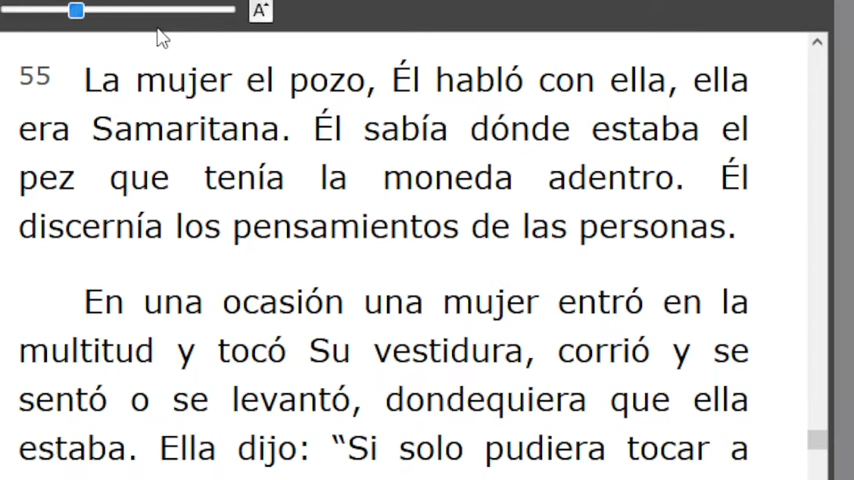 A
55 La mujer el pozo, Él habló con ella, ella
era Samaritana. Él sabía dónde estaba el
pez que tenía la moneda adentro. Él
discernía los pensamientos de las personas.
En una ocasión una mujer entró en la
multitud y tocó Su vestidura, corrió y se
sentó o se levantó, dondequiera que ella
estaba. Ella dijo: “Si solo pudiera tocar a